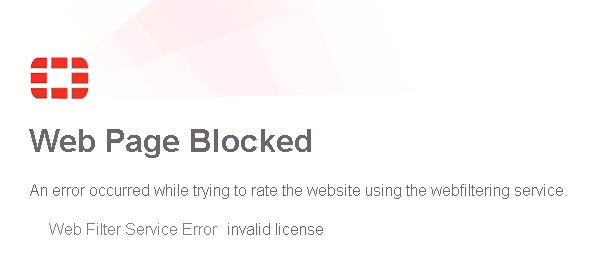 Web Page Blocked
An error occurred while trying to rate the website using the webfiltering service.
Web Filter Service Error invalid license